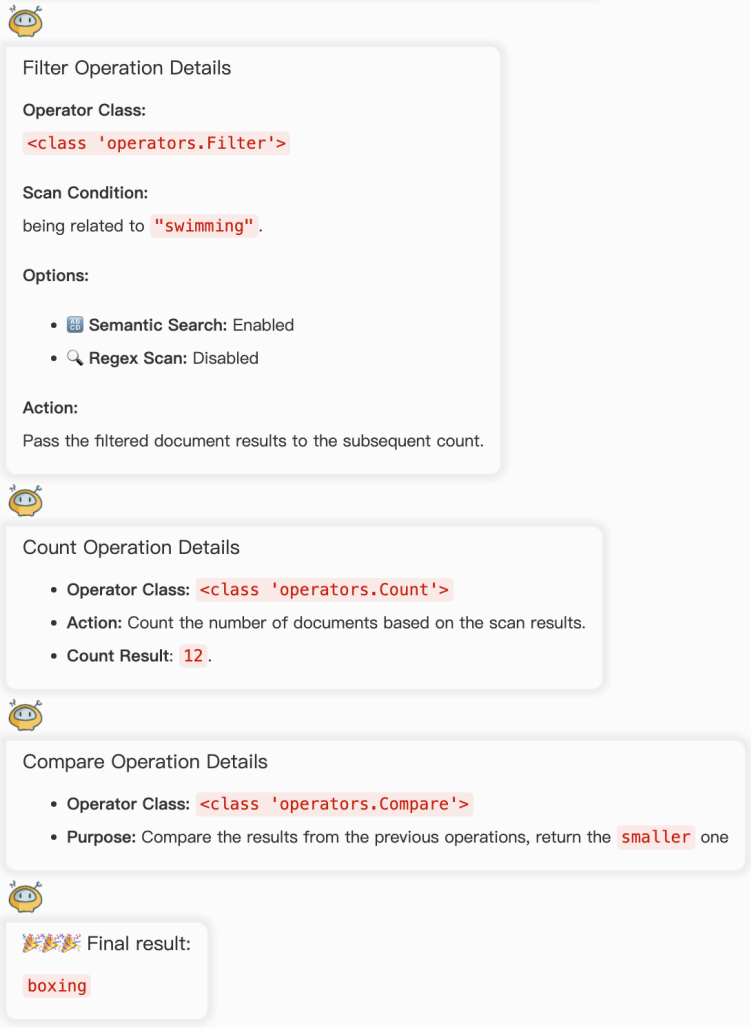 Filter Operation Details
Operator Class:
<class 'operators.Filter'>
Scan Condition:
being related to "swimming".
Options:
• 🔠 Semantic Search: Enabled
• 🔍 Regex Scan: Disabled
Action:
Pass the filtered document results to the subsequent count.
Count Operation Details
• Operator Class: <class 'operators.Count'>
• Action: Count the number of documents based on the scan results.
• Count Result: 12.
Compare Operation Details
• Operator Class: <class 'operators.Compare'>
• Purpose: Compare the results from the previous operations, return the smaller one
🎉🎉🎉 Final result:
boxing